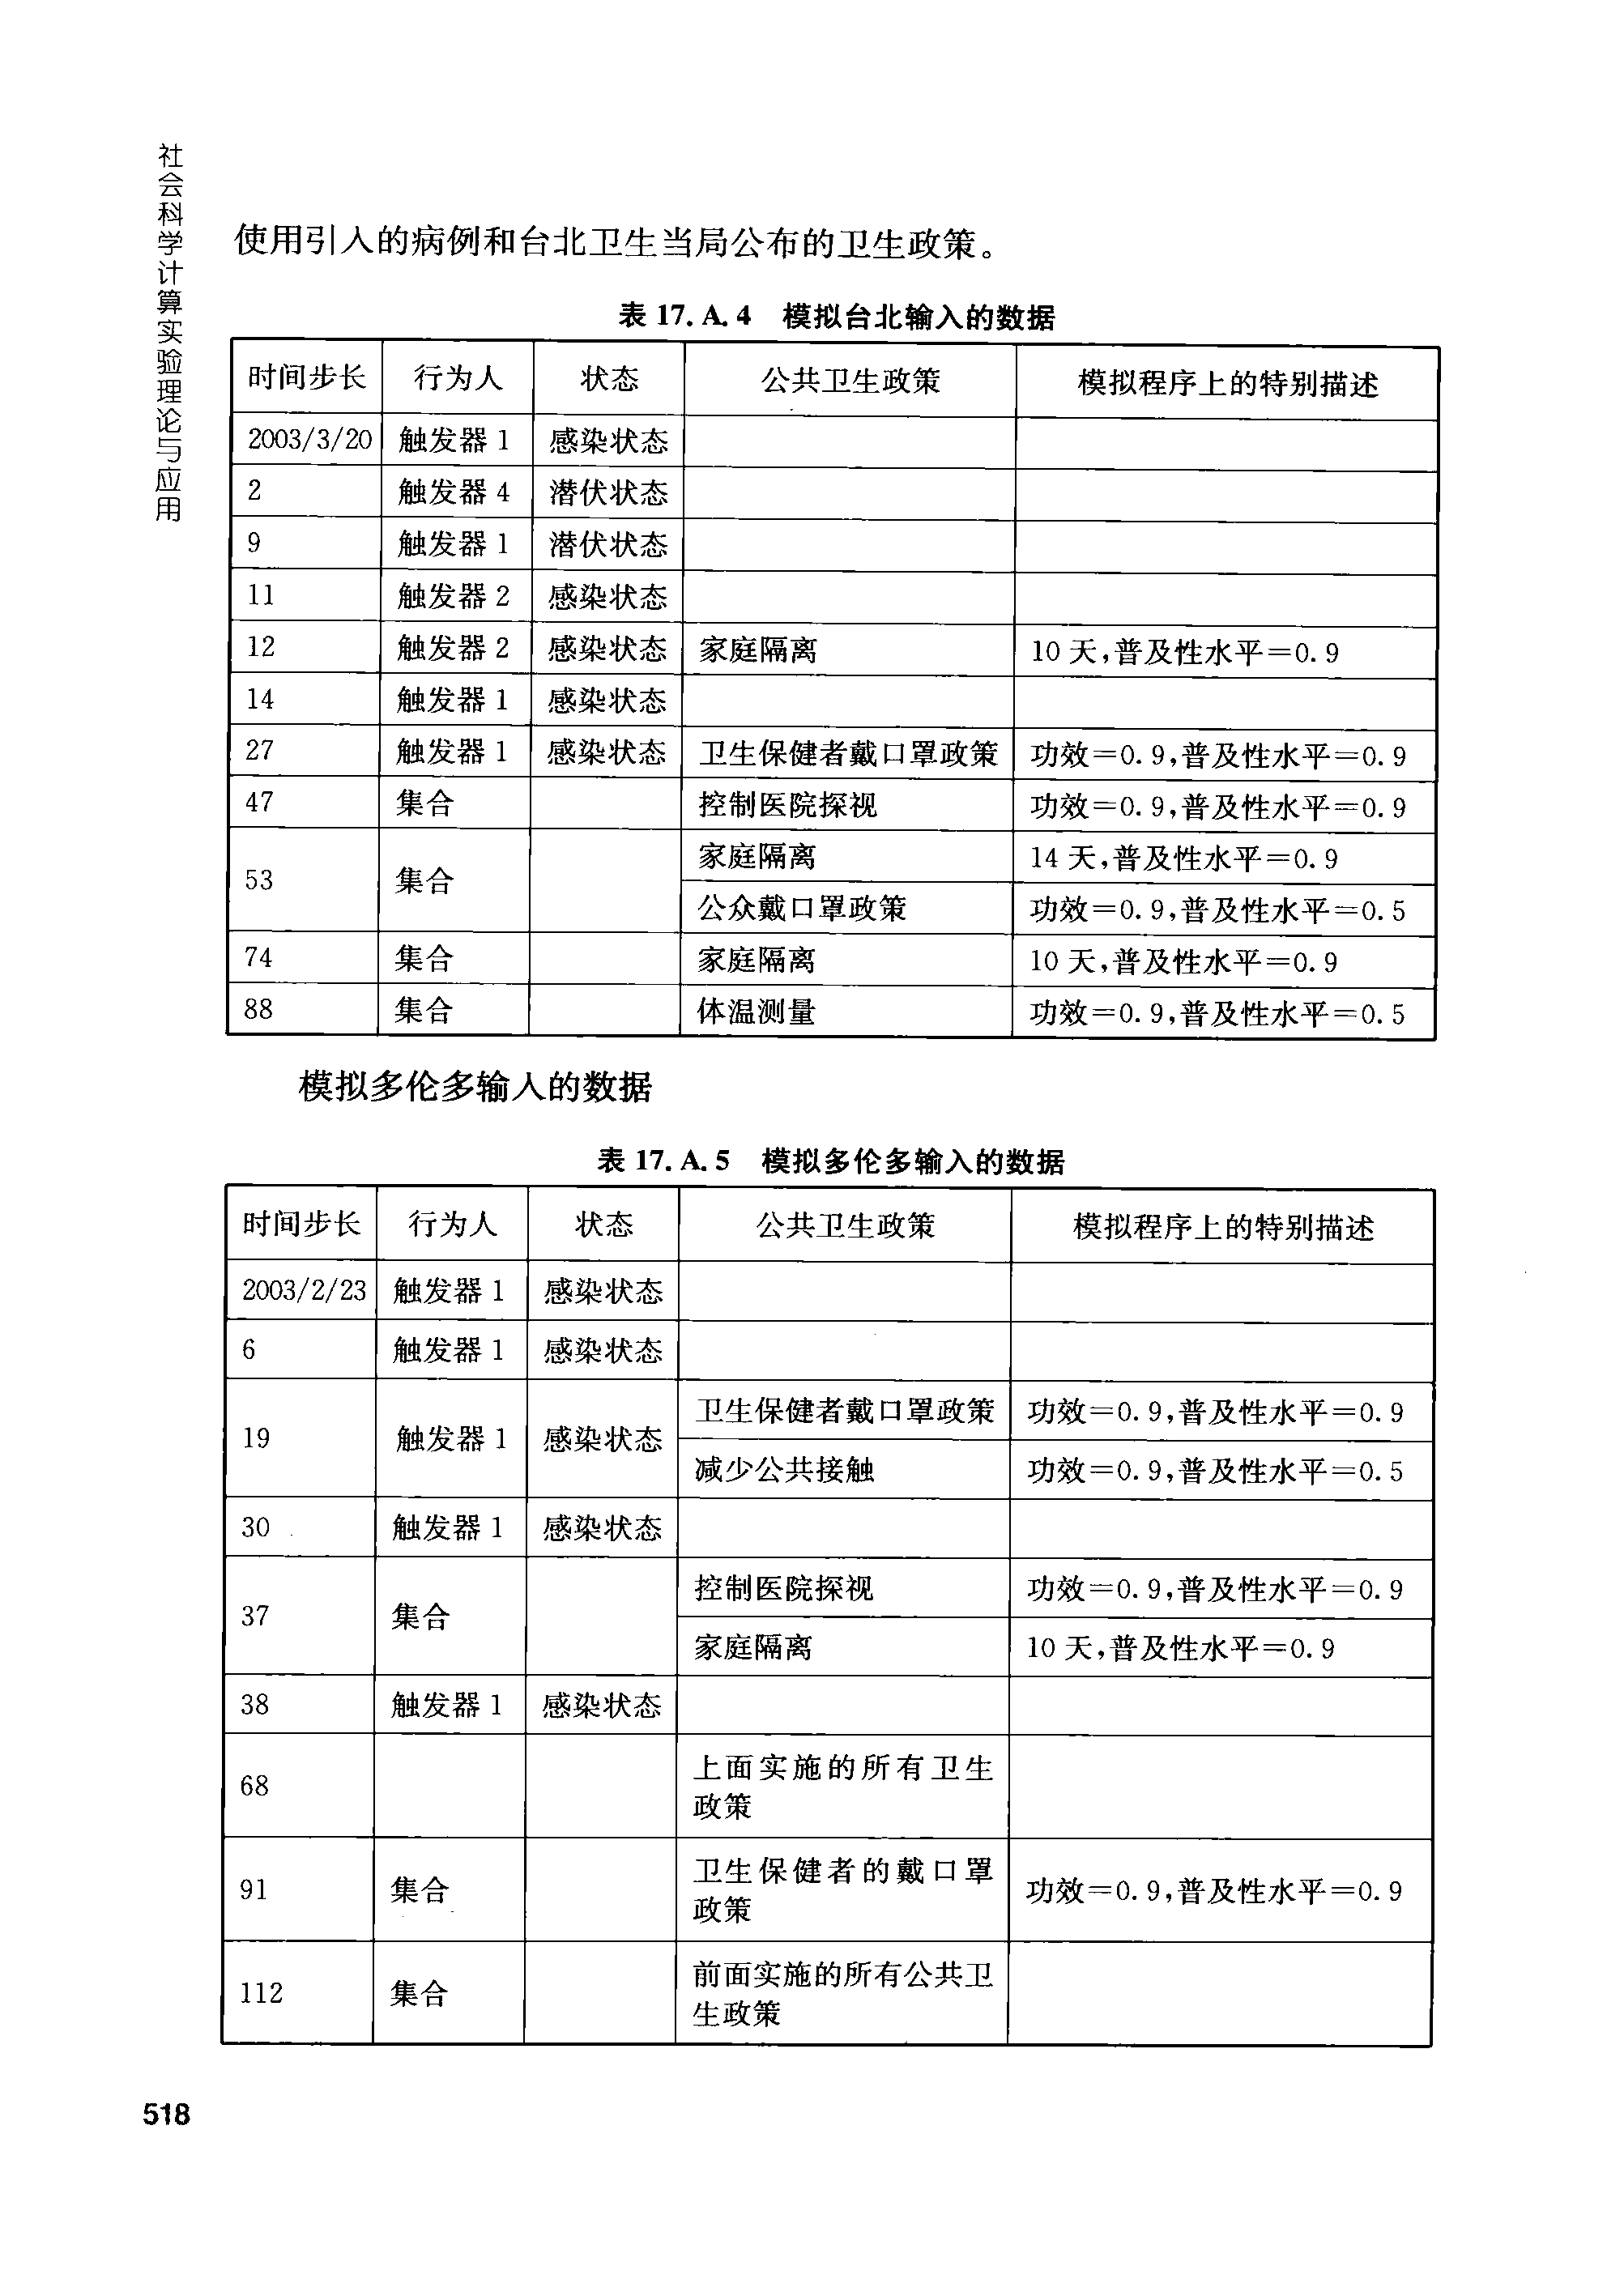 社会科学计算实验理论与应用
使用引入的病例和台北卫生当局公布的卫生政策。
表 17. A. 4 模拟台北输入的数据
时间步长 行为人 状态 公共卫生政策 模拟程序上的特别描述
2003/3/20 触发器 1 感染状态
2 触发器 4 潜伏状态
9 触发器 1 潜伏状态
11 触发器 2 感染状态
12 触发器 2 感染状态 家庭隔离 10 天,普及性水平=0. 9
14 触发器 1 感染状态
27 触发器 1 感染状态 卫生保健者戴口罩政策 功效=0. 9,普及性水平=0. 9
47 集合 控制医院探视 功效=0. 9,普及性水平=0. 9
53 集合 家庭隔离 14 天,普及性水平=0. 9
公众戴口罩政策 功效=0. 9,普及性水平=0. 5
74 集合 家庭隔离 10 天,普及性水平=0. 9
88 集合 体温测量 功效=0. 9,普及性水平=0. 5
模拟多伦多输入的数据
表 17. A. 5 模拟多伦多输入的数据
时间步长 行为人 状态 公共卫生政策 模拟程序上的特别描述
2003/2/23 触发器 1 感染状态
6 触发器 1 感染状态
19 触发器 1 感染状态 卫生保健者戴口罩政策 功效=0. 9,普及性水平=0. 9
减少公共接触 功效=0. 9,普及性水平=0. 5
30 触发器 1 感染状态
37 集合 控制医院探视 功效=0. 9,普及性水平=0. 9
家庭隔离 10 天,普及性水平=0. 9
38 触发器 1 感染状态
68 上面实施的所有卫生
政策
91 集合 卫生保健者的戴口罩
政策 功效=0. 9,普及性水平=0. 9
112 集合 前面实施的所有公共卫
生政策
518